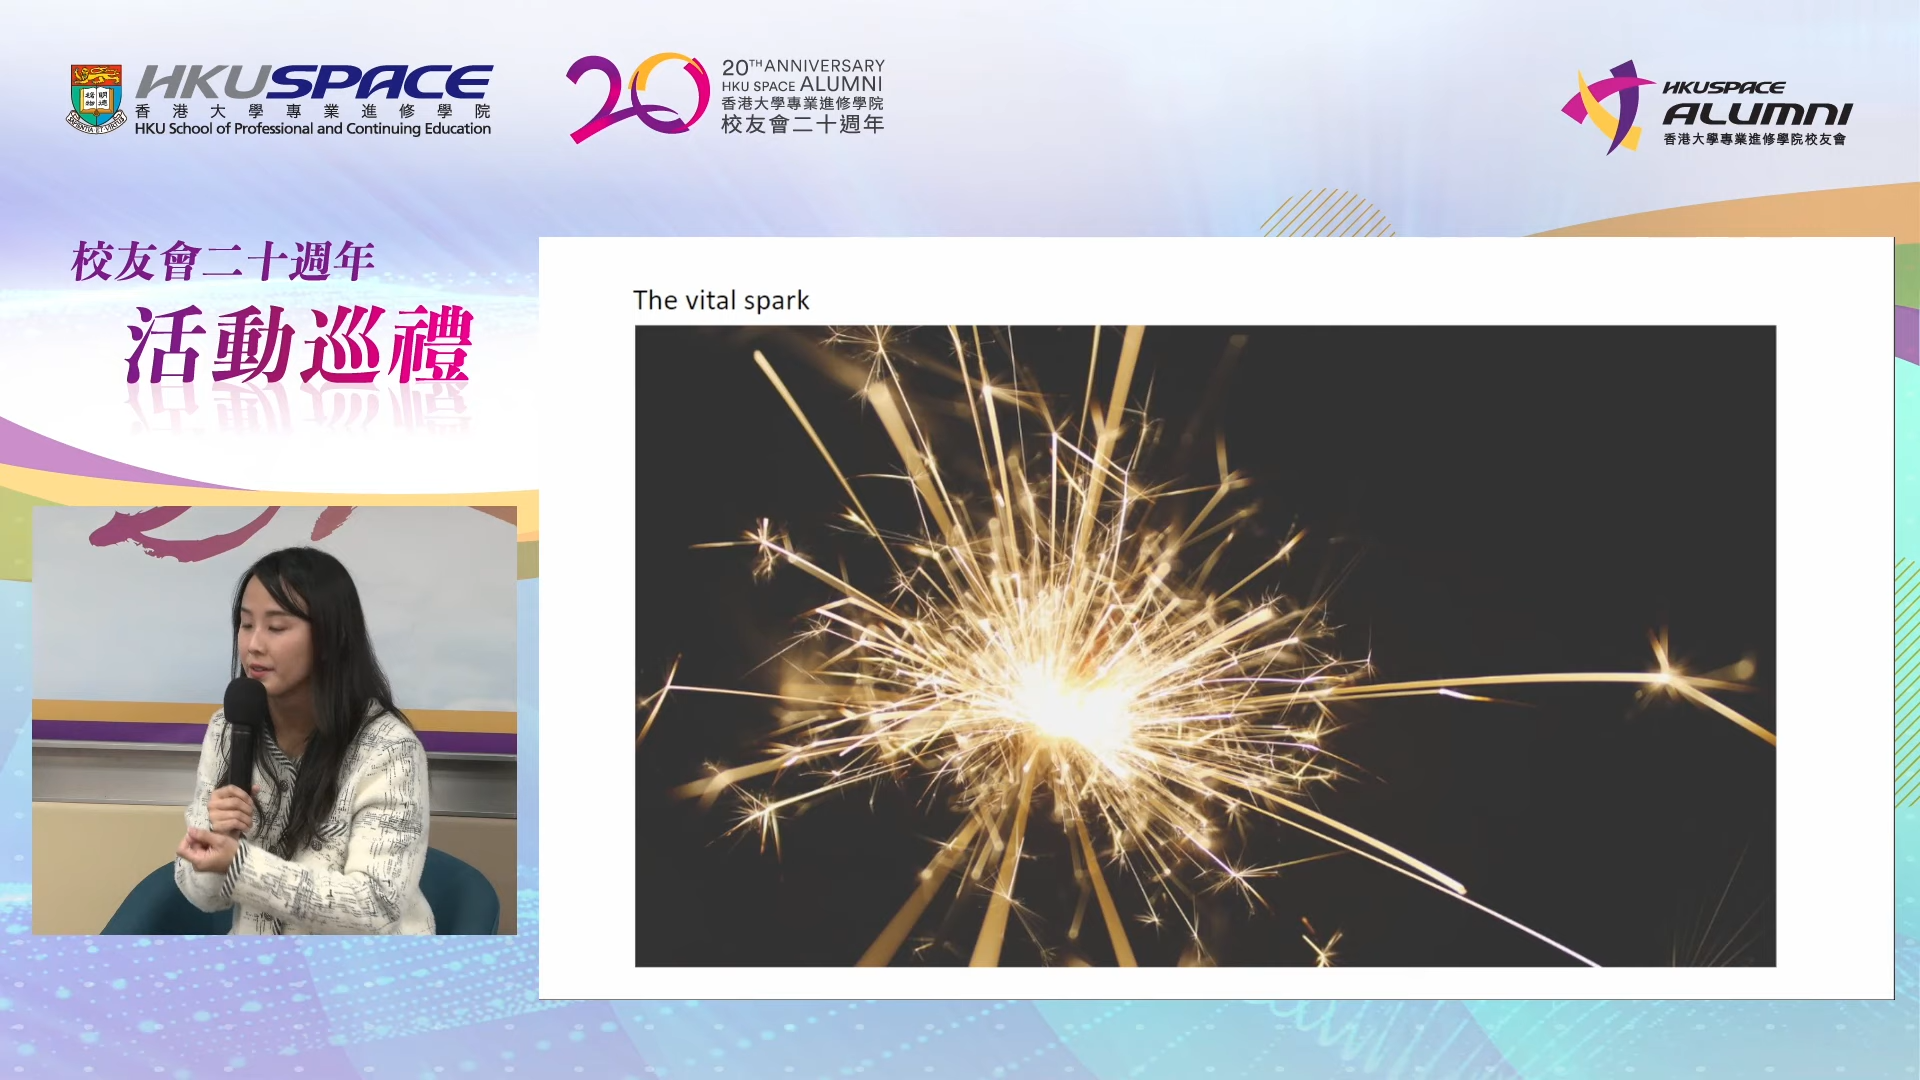 HKUSPACE
香港大學專業進修學院
HKU School of Professional and Continuing Education
20TH ANNIVERSARY
HKU SPACE ALUMNI
香港大學專業進修學院
校友會二十週年
HKUSPACE
ALUMNI
香港大學專業進修學院校友會
校友會二十週年
活動巡禮
The vital spark